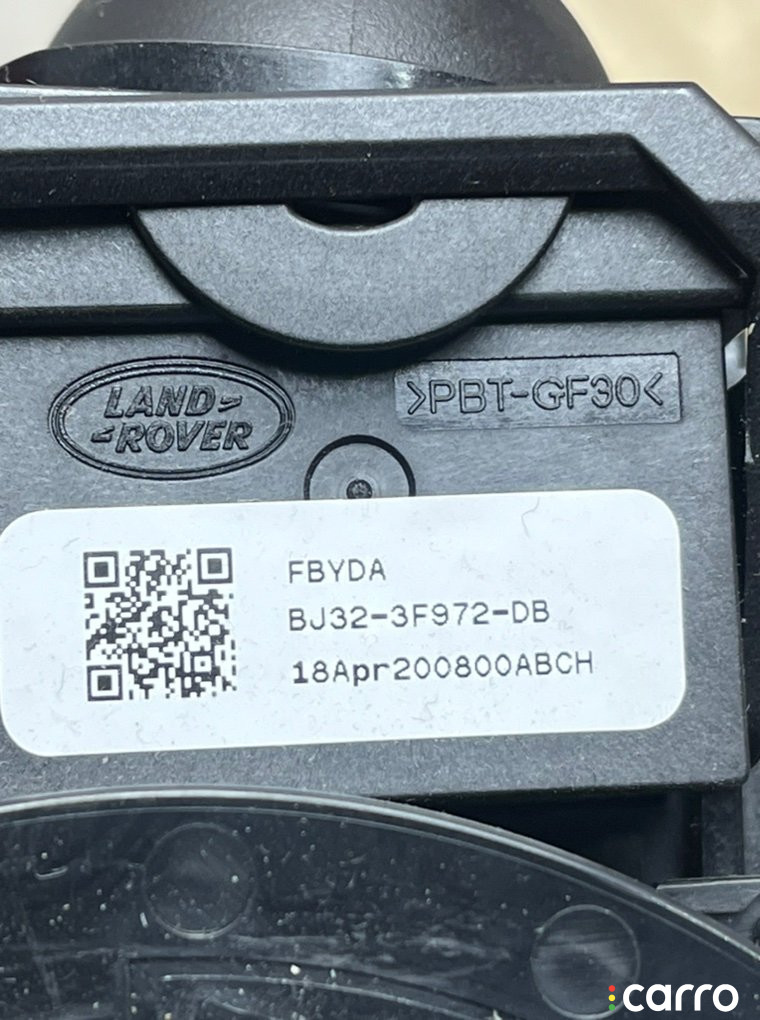 LAND
ROVER
>PBT-GF30<
FBYDA
BJ32-3F972-DB
18Apr200800ABCH
carro